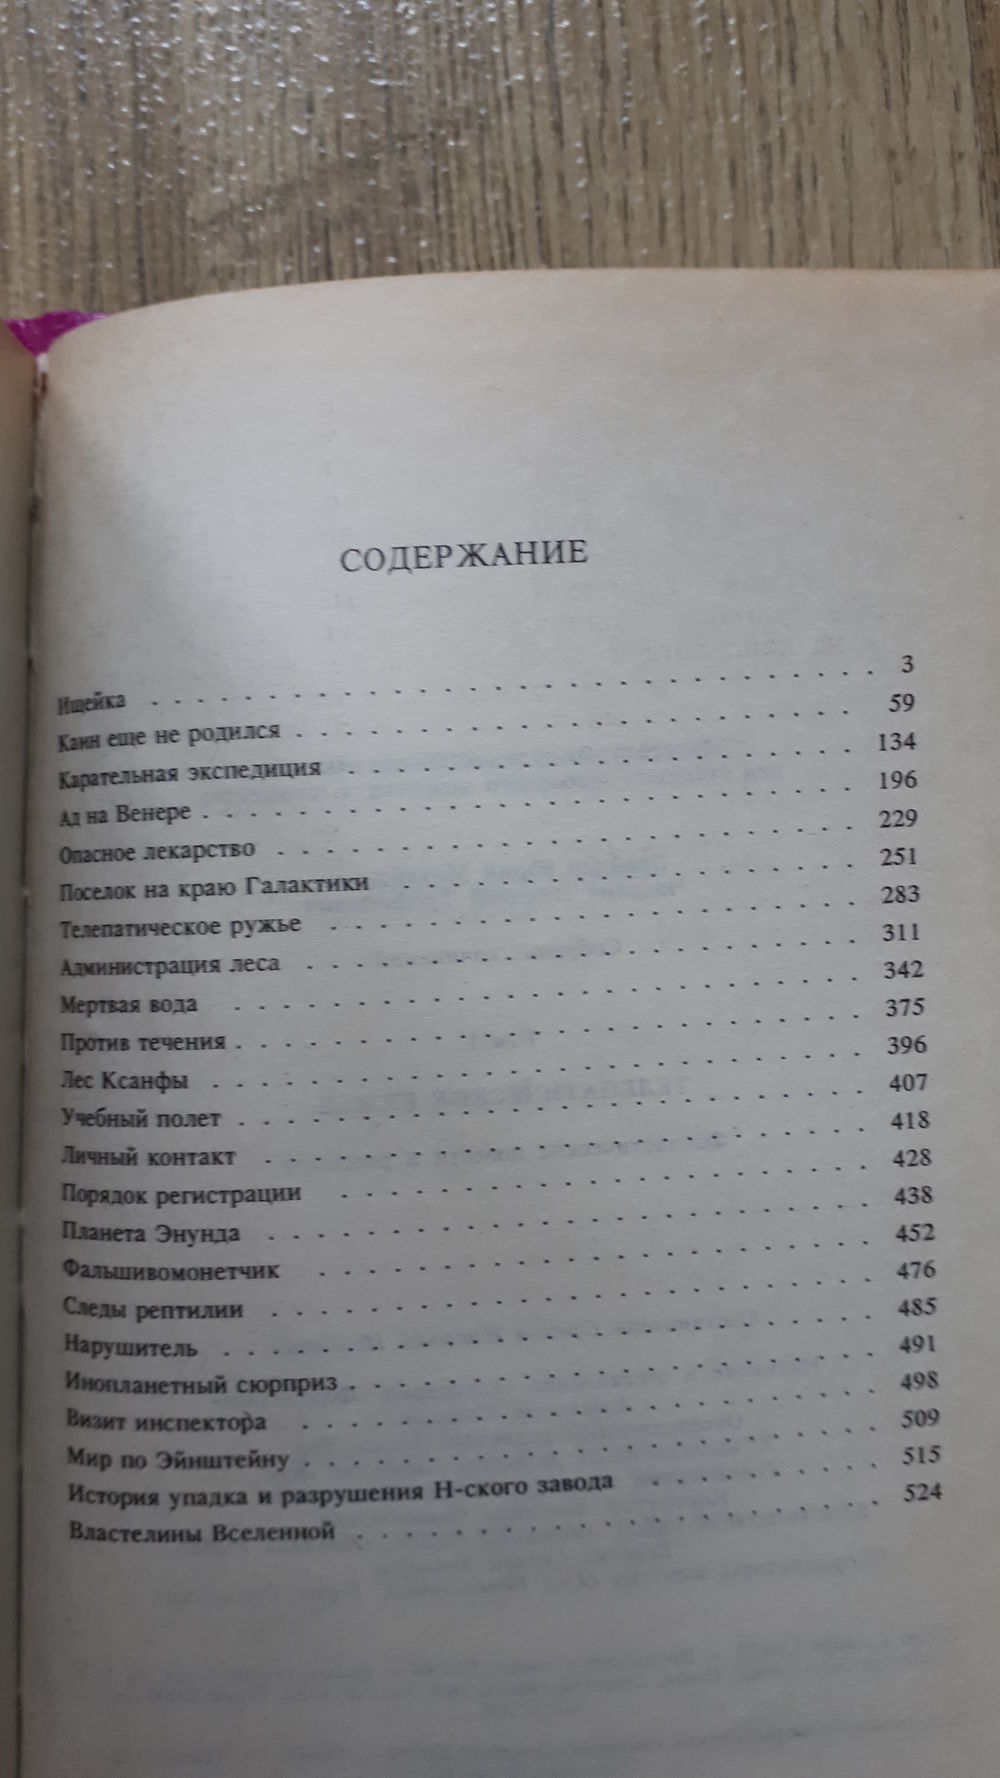 СОДЕРЖАНИЕ
Ищейка . . . . . . . . . . . . . . . . . . . . . . . . . . . . 3
Каин еще не родился . . . . . . . . . . . . . . . . . . . . . 59
Карательная экспедиция . . . . . . . . . . . . . . . . . . . . 134
Ад на Венере . . . . . . . . . . . . . . . . . . . . . . . . . 196
Опасное лекарство . . . . . . . . . . . . . . . . . . . . . . 229
Поселок на краю Галактики . . . . . . . . . . . . . . . . . . 251
Телепатическое ружье . . . . . . . . . . . . . . . . . . . . . 283
Администрация леса . . . . . . . . . . . . . . . . . . . . . . 311
Мертвая вода . . . . . . . . . . . . . . . . . . . . . . . . . 342
Против течения . . . . . . . . . . . . . . . . . . . . . . . . 375
Лес Ксанфы . . . . . . . . . . . . . . . . . . . . . . . . . . 396
Учебный полет . . . . . . . . . . . . . . . . . . . . . . . . 407
Личный контакт . . . . . . . . . . . . . . . . . . . . . . . . 418
Порядок регистрации . . . . . . . . . . . . . . . . . . . . . 428
Планета Энунда . . . . . . . . . . . . . . . . . . . . . . . . 438
Фальшивомонетчик . . . . . . . . . . . . . . . . . . . . . . . 452
Следы рептилии . . . . . . . . . . . . . . . . . . . . . . . . 476
Нарушитель . . . . . . . . . . . . . . . . . . . . . . . . . . 485
Инопланетный сюрприз . . . . . . . . . . . . . . . . . . . . . 491
Визит инспектора . . . . . . . . . . . . . . . . . . . . . . . 498
Мир по Эйнштейну . . . . . . . . . . . . . . . . . . . . . . . 509
История упадка и разрушения Н-ского завода . . . . . . . . . . 515
Властелины Вселенной . . . . . . . . . . . . . . . . . . . . . 524